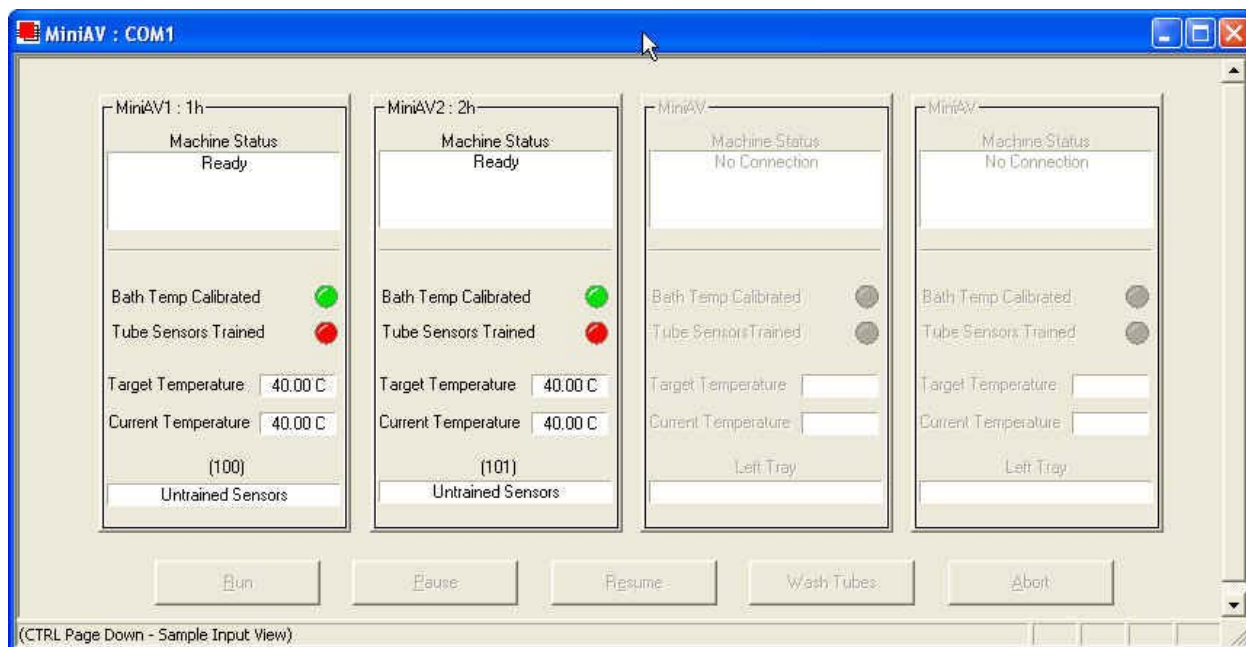 MiniAV : COM1
MiniAV1 : 1h
Machine Status
Ready
Bath Temp Calibrated
Tube Sensors Trained
Target Temperature 40.00 C
Current Temperature 40.00 C
(100)
Untrained Sensors
MiniAV2 : 2h
Machine Status
Ready
Bath Temp Calibrated
Tube Sensors Trained
Target Temperature 40.00 C
Current Temperature 40.00 C
(101)
Untrained Sensors
MiniAV
Machine Status
No Connection
Bath Temp Calibrated
Tube SensorsTrained
Target Temperature
Current Temperature
Left Tray
MiniAV
Machine Status
No Connection
Bath Temp Calibrated
Tube Sensors Trained
Target Temperature
Current Temperature
Left Tray
Run Pause Resume Wash Tubes Abort
(CTRL Page Down - Sample Input View)